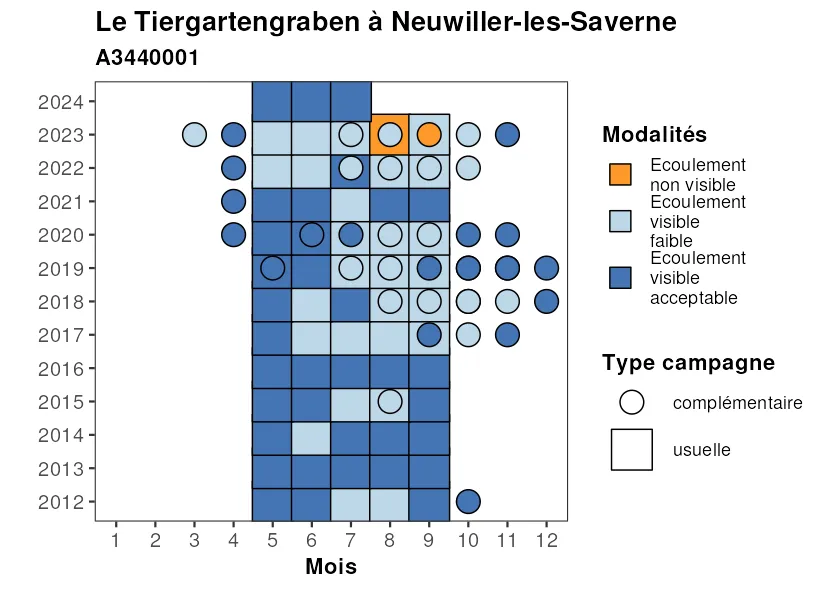 Le Tiergartengraben à Neuwiller-les-Saverne
A3440001
2024
2023
2022
2021
2020
2019
2018
2017
2016
2015
2014
2013
2012
1 2 3 4 5 6 7 8 9 10 11 12
Mois
Modalités
Ecoulement
non visible
Ecoulement
visible
faible
Ecoulement
visible
acceptable
Type campagne
complémentaire
usuelle